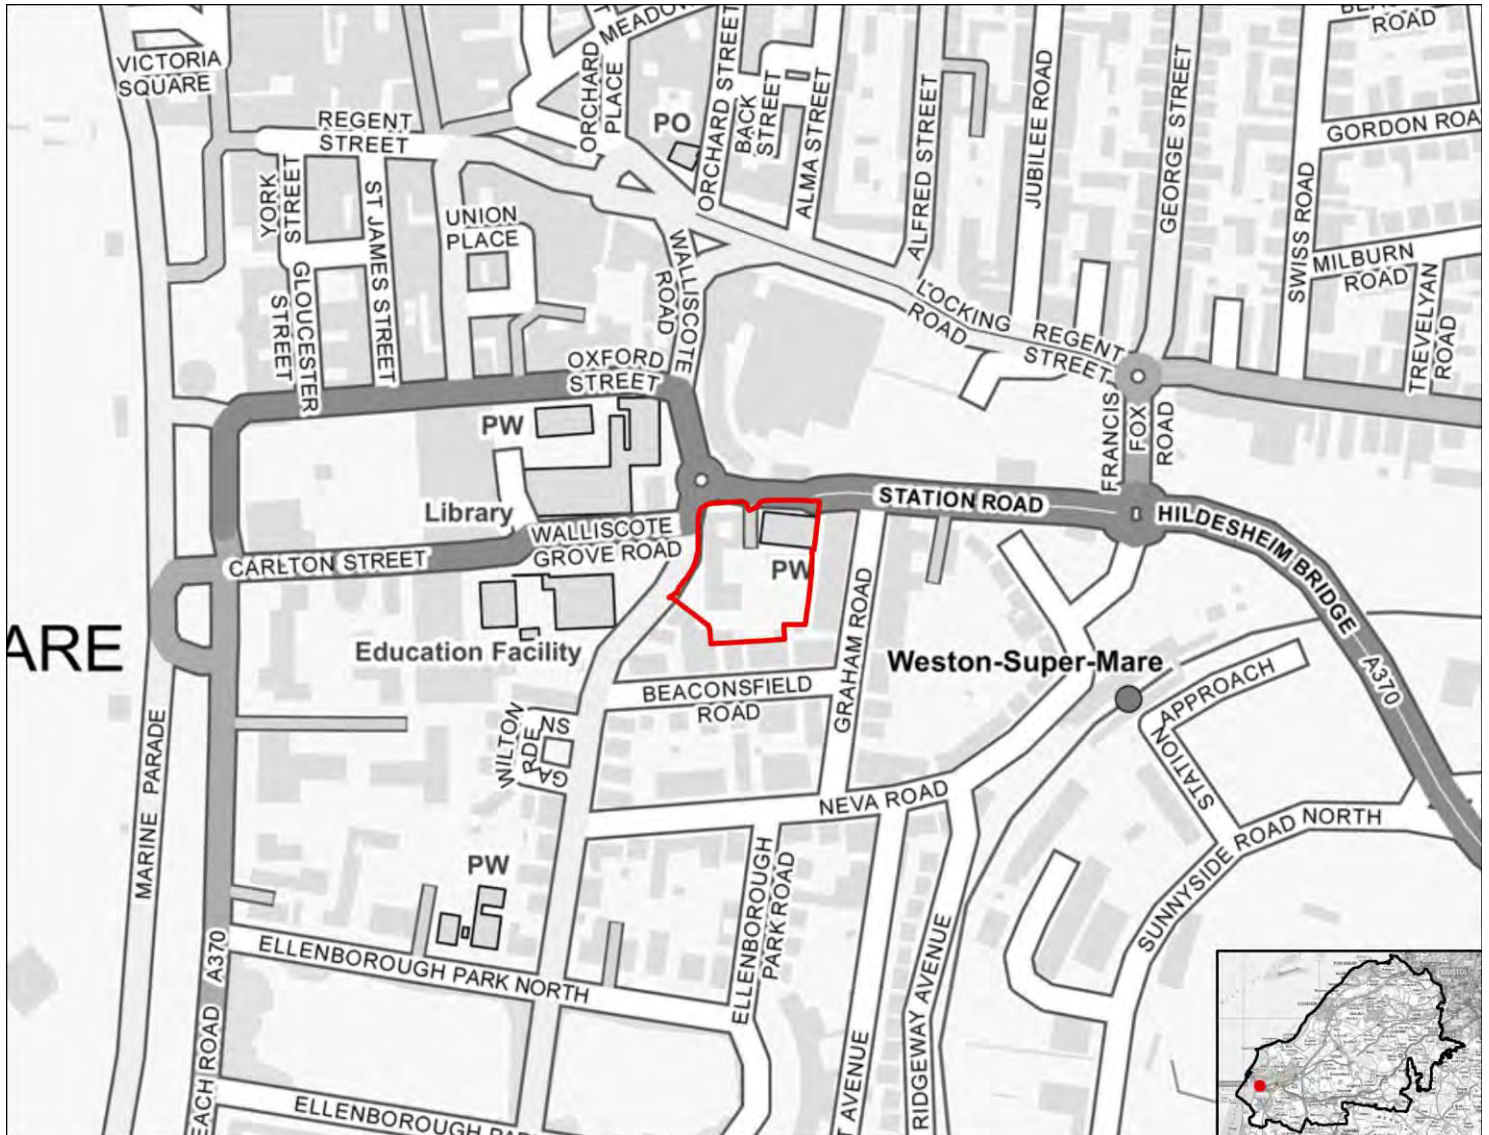 VICTORIA
SQUARE
MEADOW
ORCHARD
PLACE
ORCHARD STREET
BACK
STREET
ALMA STREET
ALFRED STREET
JUBILEE ROAD
GEORGE STREET
ROAD
GORDON ROA
SWISS ROAD
MILBURN
ROAD
TREVELYAN
ROAD
PO
REGENT
STREET
YORK
STREET
ST JAMES STREET
UNION
PLACE
GLOUCESTER
STREET
WALLISCOTE
ROAD
LOCKING
ROAD
REGENT
STREET
OXFORD
STREET
FRANCIS
FOX
ROAD
PW
Library
STATION ROAD
HILDESHEIM BRIDGE
A370
WALLISCOTE
GROVE ROAD
CARLTON STREET
PW
GRAHAM ROAD
ARE
Education Facility
Weston-Super-Mare
BEACONSFIELD
ROAD
STATION
APPROACH
WILTON
GARDE
NS
MARINE PARADE
NEVA ROAD
SUNNYSIDE ROAD NORTH
PW
ELLENBOROUGH
PARK ROAD
RIDGEWAY AVENUE
T AVENUE
A370
EACH ROAD
ELLENBOROUGH PARK NORTH
ELLENBOROUGH PAR
BRISTOL